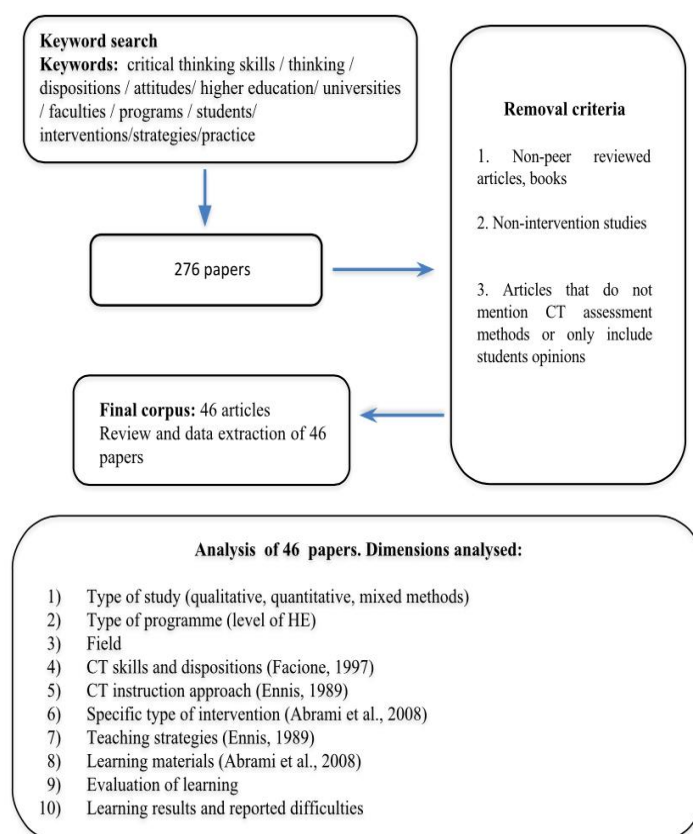 Keyword search
Keywords: critical thinking skills / thinking /
dispositions / attitudes/ higher education/ universities
/ faculties / programs / students/
interventions/strategies/practice
276 papers
Removal criteria
1. Non-peer reviewed
articles, books
2. Non-intervention studies
3. Articles that do not
mention CT assessment
methods or only include
students opinions
Final corpus: 46 articles
Review and data extraction of 46
papers
Analysis of 46 papers. Dimensions analysed:
1) Type of study (qualitative, quantitative, mixed methods)
2) Type of programme (level of HE)
3) Field
4) CT skills and dispositions (Facione, 1997)
5) CT instruction approach (Ennis, 1989)
6) Specific type of intervention (Abrami et al., 2008)
7) Teaching strategies (Ennis, 1989)
8) Learning materials (Abrami et al., 2008)
9) Evaluation of learning
10) Learning results and reported difficulties